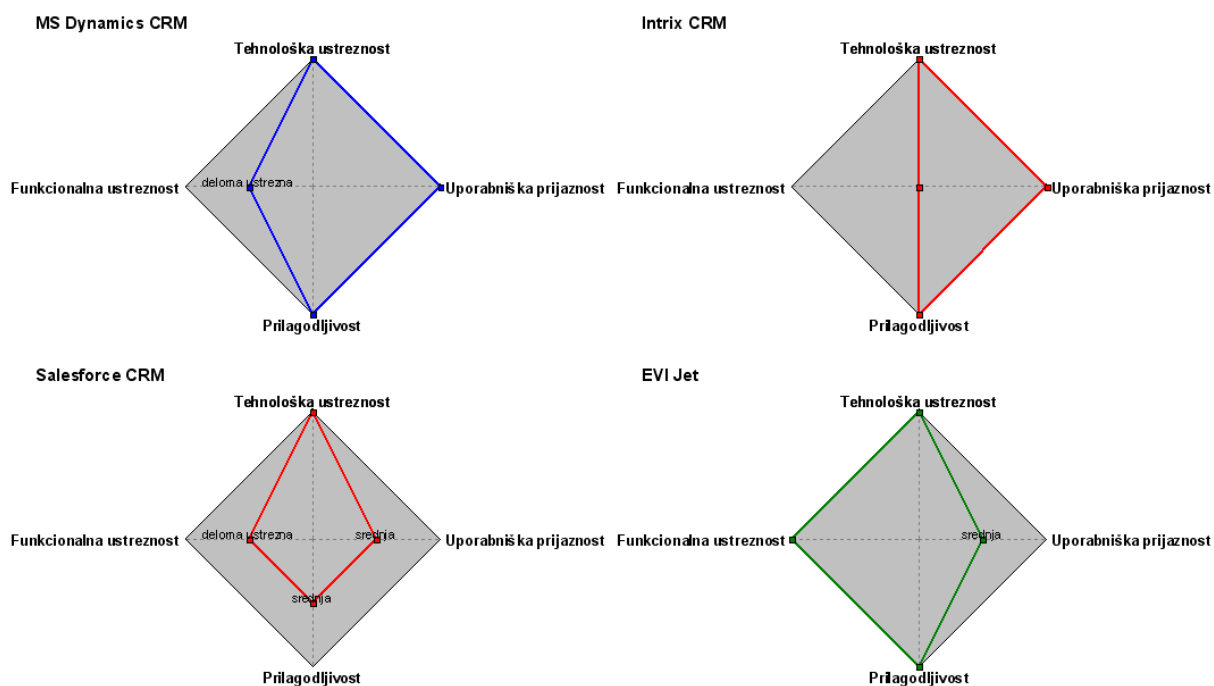 MS Dynamics CRM
Tehnološka ustreznost
Funkcionalna ustreznost
delorna ustrezna
Uporabniška prijaznost
Prilagodljivost
Intrix CRM
Tehnološka ustreznost
Funkcionalna ustreznost
Uporabniška prijaznost
Prilagodljivost
Salesforce CRM
Tehnološka ustreznost
Funkcionalna ustreznost
delorna ustrezna
srednja
Uporabniška prijaznost
srednja
Prilagodljivost
EVI Jet
Tehnološka ustreznost
Funkcionalna ustreznost
srednja
Uporabniška prijaznost
Prilagodljivost